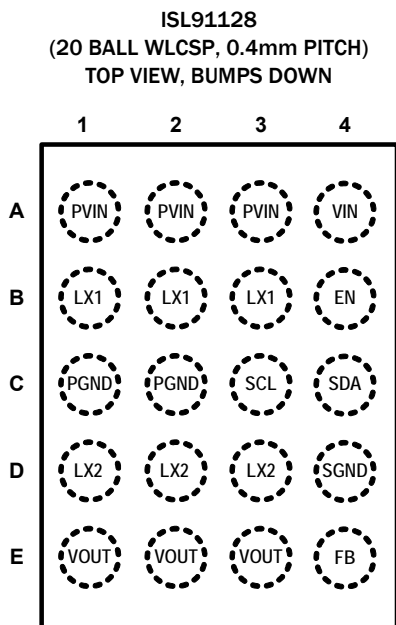 ISL91128
(20 BALL WLCSP, 0.4mm PITCH)
TOP VIEW, BUMPS DOWN
1 2 3 4
A PVIN PVIN PVIN VIN
B LX1 LX1 LX1 EN
C PGND PGND SCL SDA
D LX2 LX2 LX2 SGND
E VOUT VOUT VOUT FB